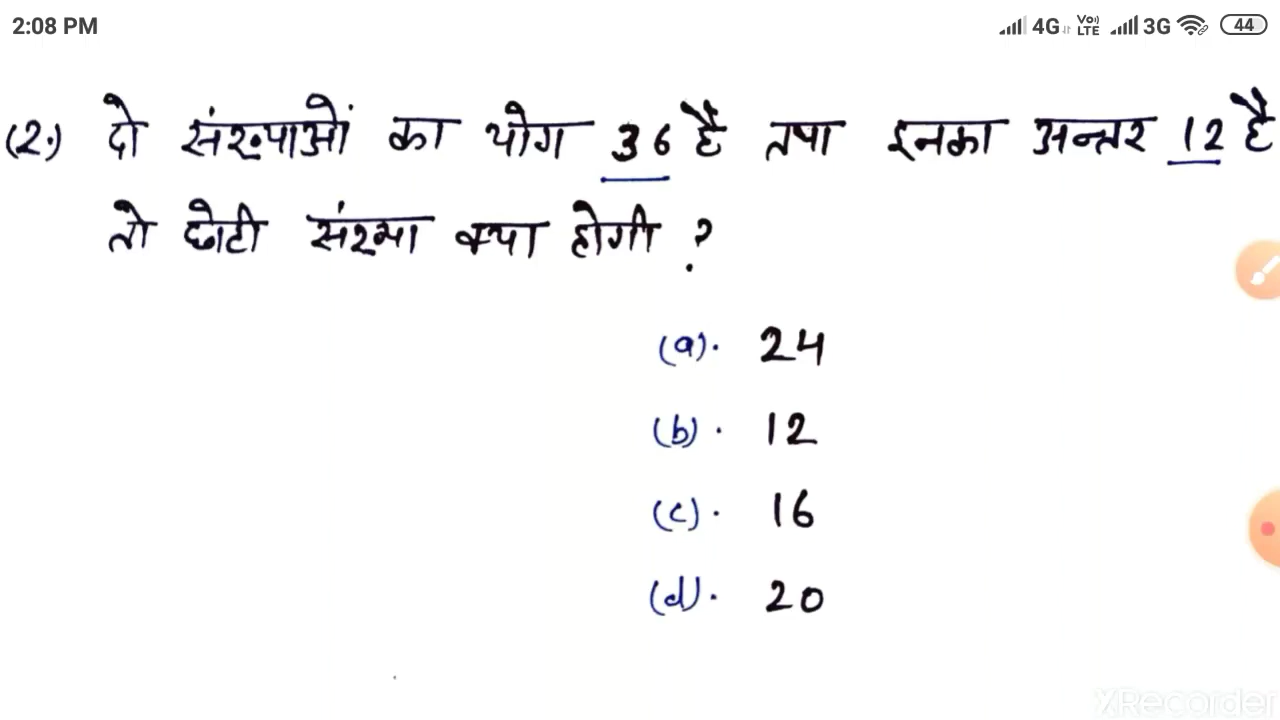 2:08 PM 4G Vo) LTE 3G 44
(2.) दो संख्याओं का योग 36 है तथा इनका अन्तर 12 है
तो छोटी संख्या क्या होगी ?
(a). 24
(b). 12
(c). 16
(d). 20
XRecorder